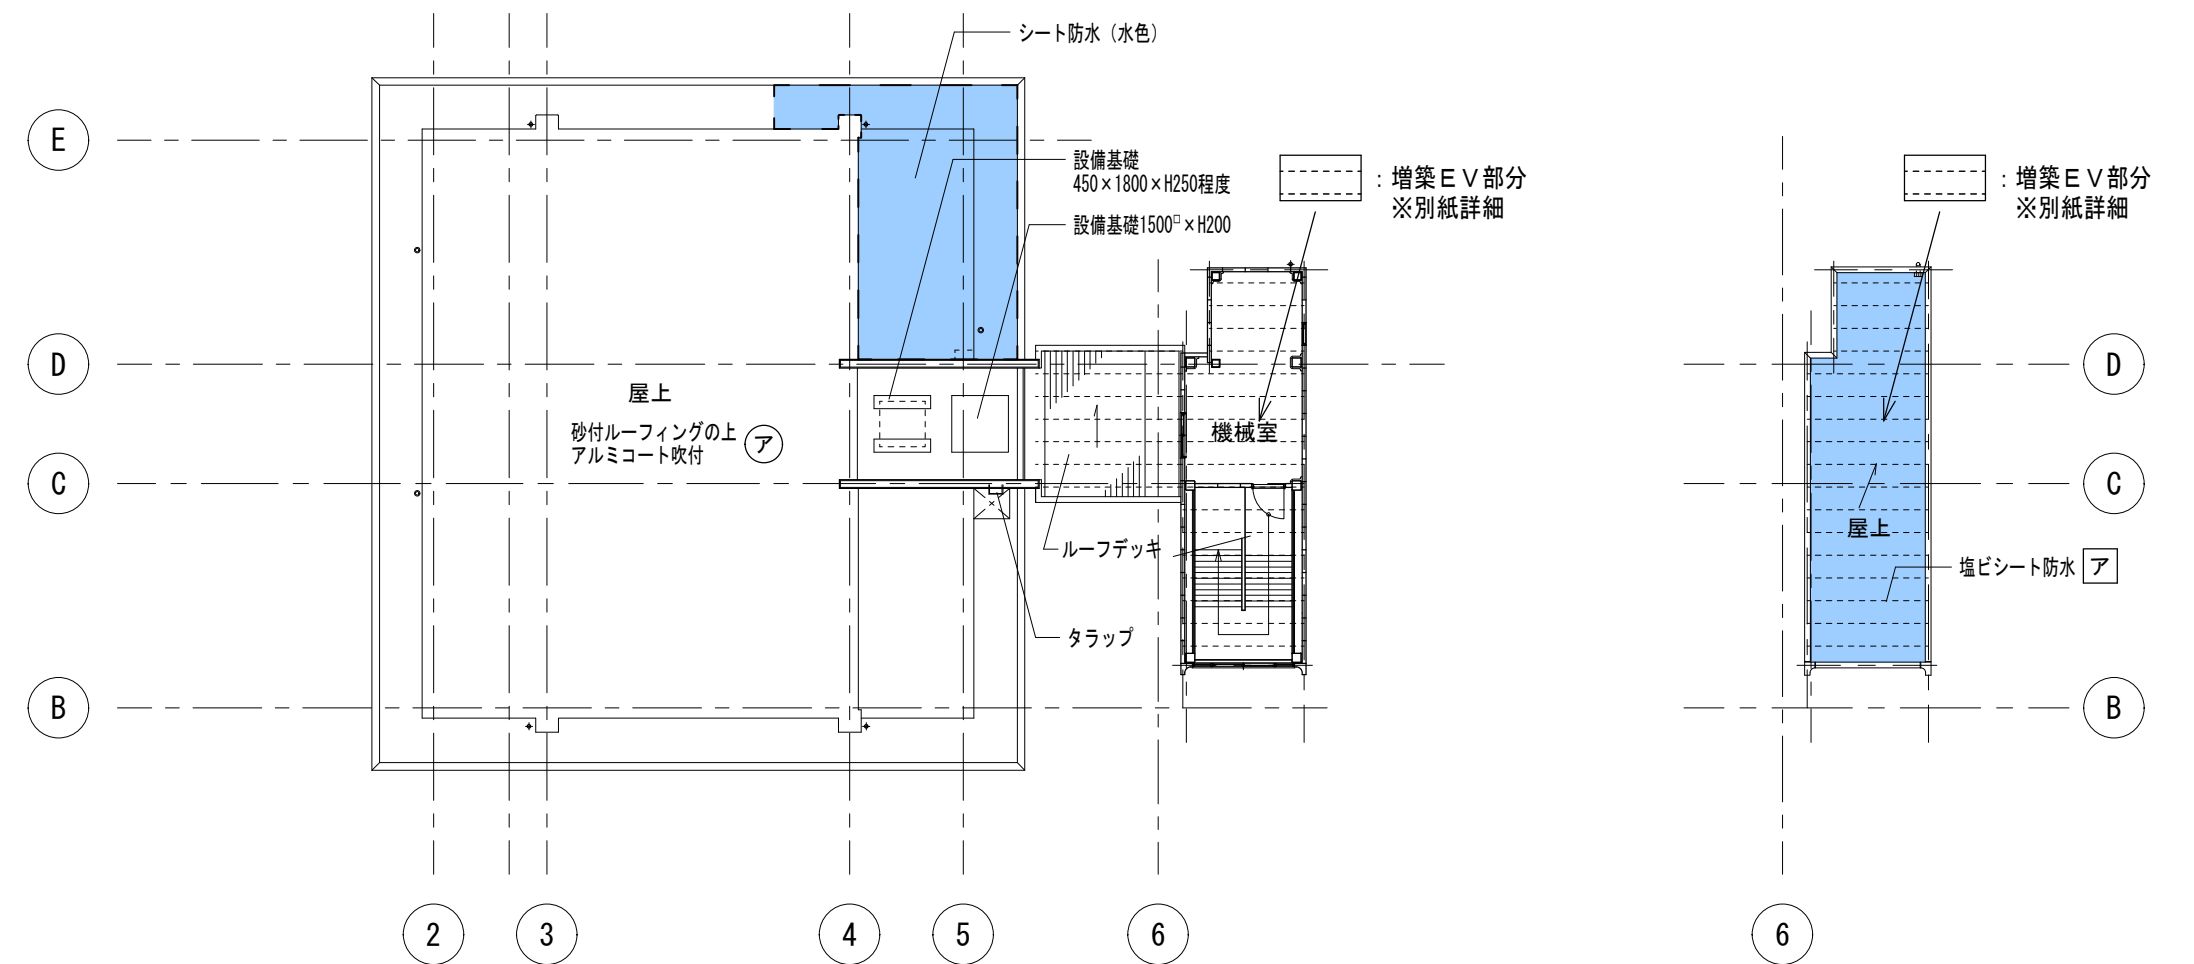 シート防水（水色）
E
設備基礎
450×1800×H250程度
：増築ＥＶ部分
※別紙詳細
：増築ＥＶ部分
※別紙詳細
設備基礎1500□×H200
D
D
屋上
砂付ルーフィングの上
アルミコート吹付
ア
機械室
C
C
屋上
ルーフデッキ
塩ビシート防水 ア
タラップ
B
B
2
3
4
5
6
6